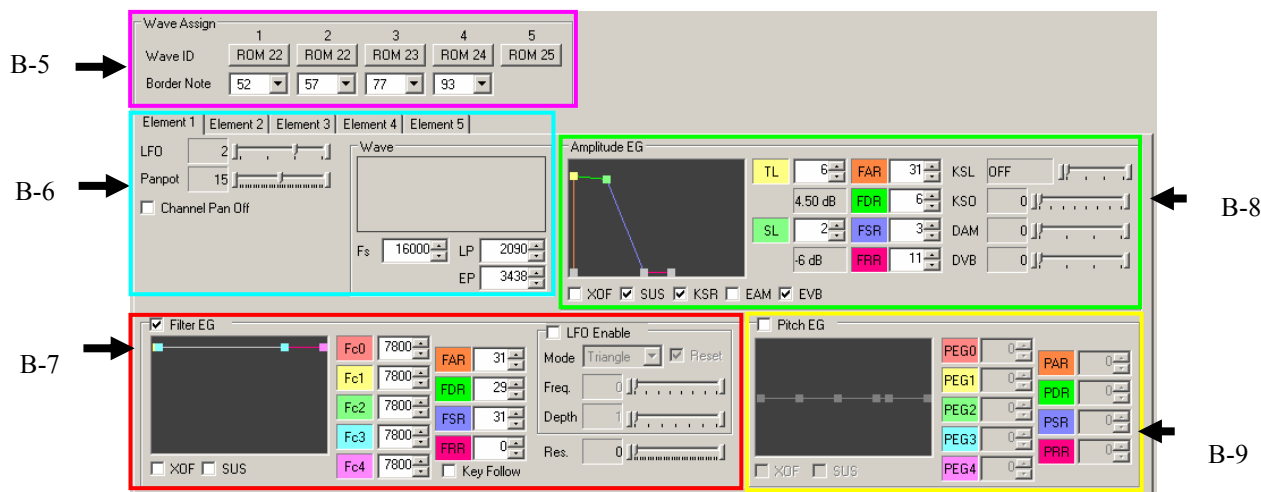 Wave Assign
1 2 3 4 5
B-5
Wave ID ROM 22 ROM 22 ROM 23 ROM 24 ROM 25
Border Note 52 57 77 93
Element 1 Element 2 Element 3 Element 4 Element 5
B-6
LFO 2
Panpot 15
Channel Pan Off
Wave
Fs 16000 LP 2090
EP 3438
Amplitude EG
B-8
TL 6 FAR 31 KSL OFF
4.50 dB FDR 6 KSO 0
SL 2 FSR 3 DAM 0
-6 dB FRR 11 DVB 0
XOF SUS KSR EAM EVB
B-7
Filter EG
Fc0 7800
Fc1 7800
Fc2 7800
Fc3 7800
Fc4 7800
FAR 31
FDR 29
FSR 31
FRR 0
Key Follow
XOF SUS
LFO Enable
Mode Triangle Reset
Freq. 0
Depth 1
Res. 0
Pitch EG
B-9
PEG0 0
PEG1 0
PEG2 0
PEG3 0
PEG4 0
PAR 0
PDR 0
PSR 0
PRR 0
XOF SUS